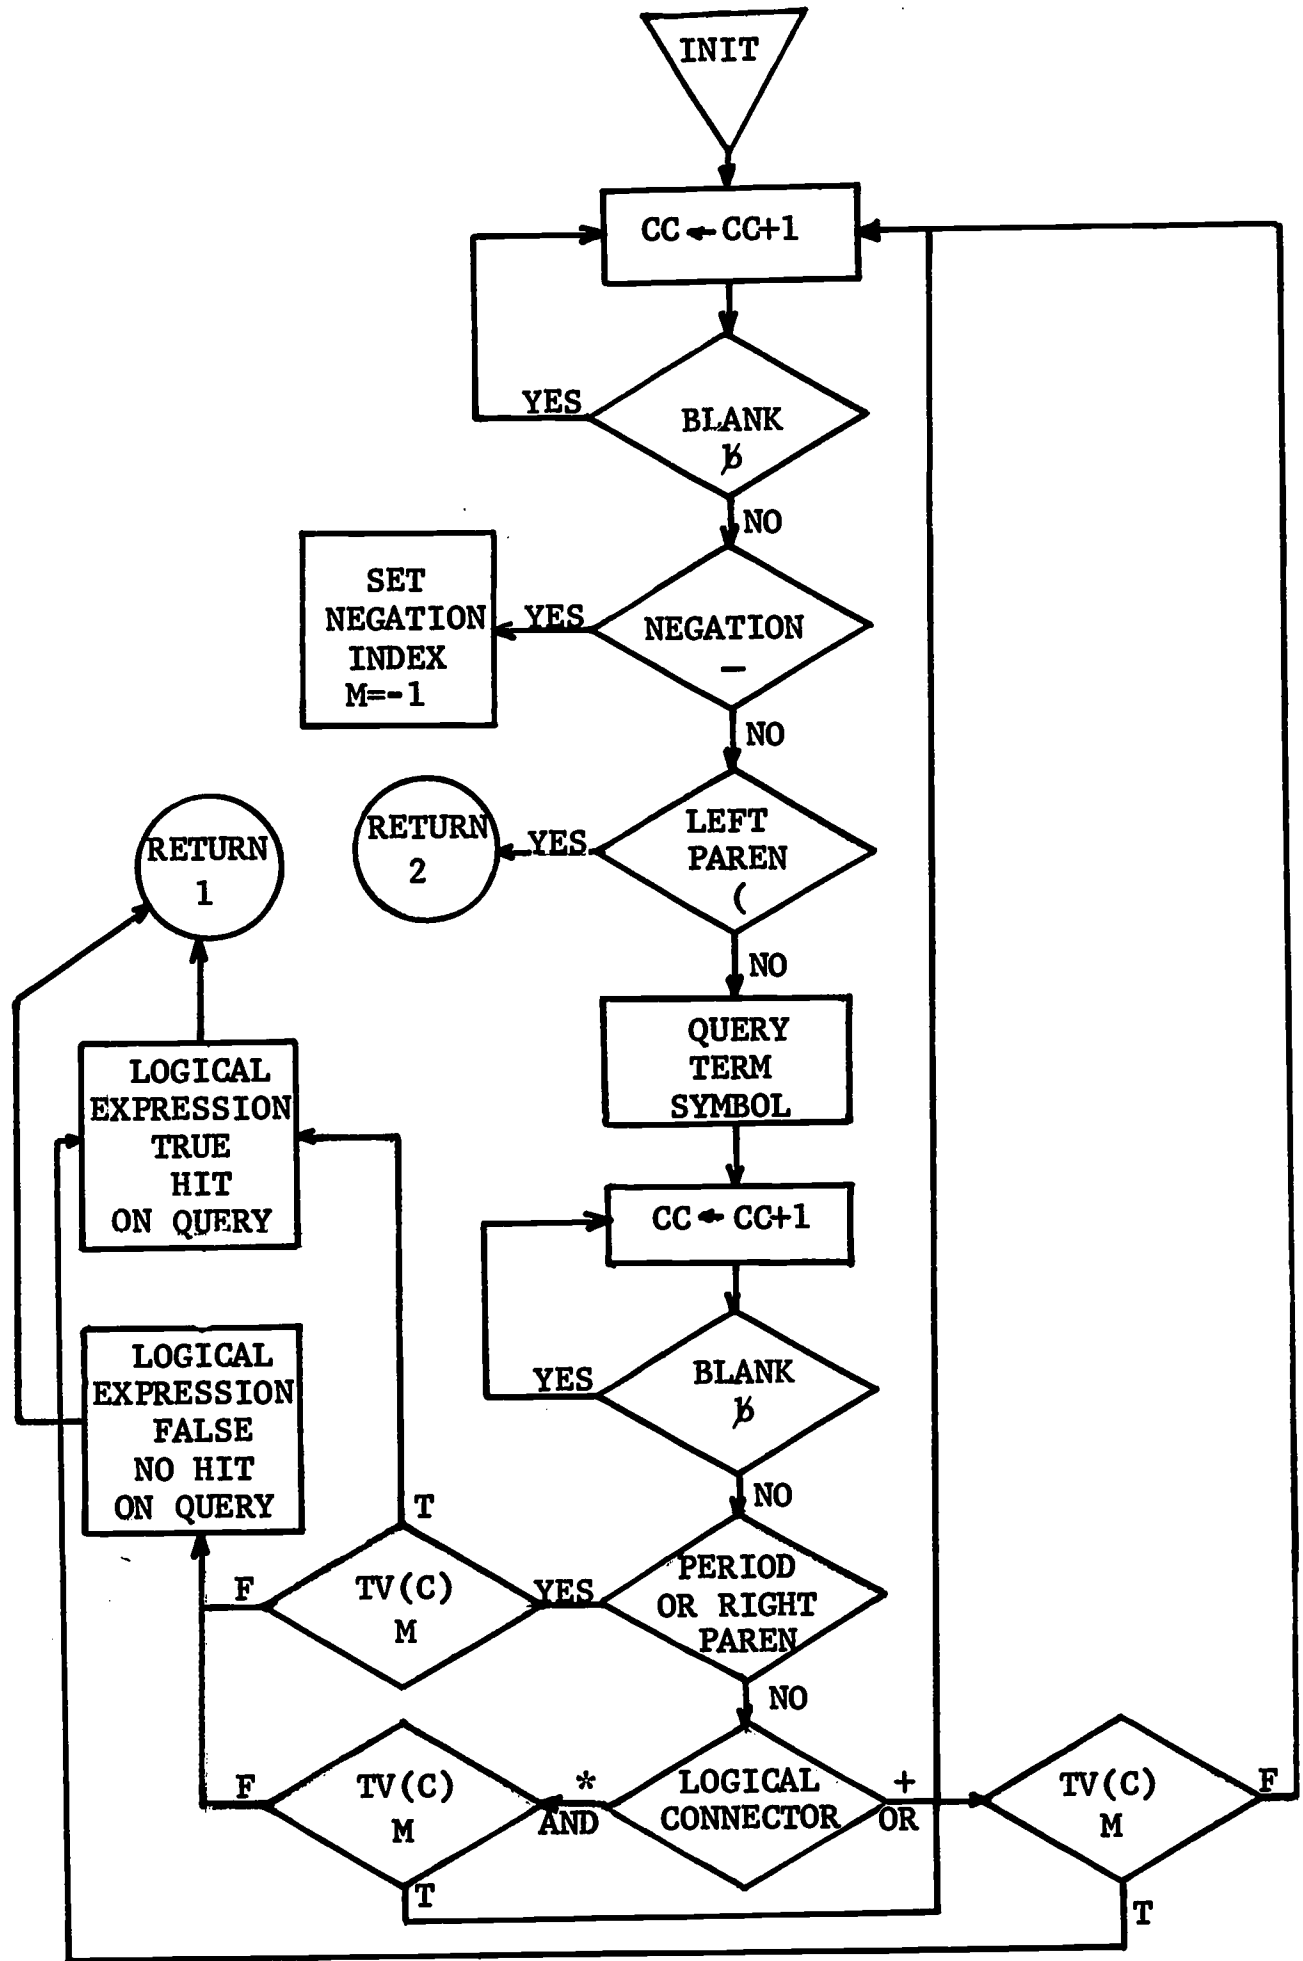 INIT
CC ← CC+1
YES
BLANK
ƀ
NO
SET
NEGATION
INDEX
M=-1
YES
NEGATION
—
NO
RETURN
1
RETURN
2
YES
LEFT
PAREN
(
NO
QUERY
TERM
SYMBOL
LOGICAL
EXPRESSION
TRUE
HIT
ON QUERY
CC ← CC+1
YES
BLANK
ƀ
NO
LOGICAL
EXPRESSION
FALSE
NO HIT
ON QUERY
T
F
TV(C)
M
YES
PERIOD
OR RIGHT
PAREN
NO
F
TV(C)
M
T
*
AND
LOGICAL
CONNECTOR
+
OR
TV(C)
M
F
T